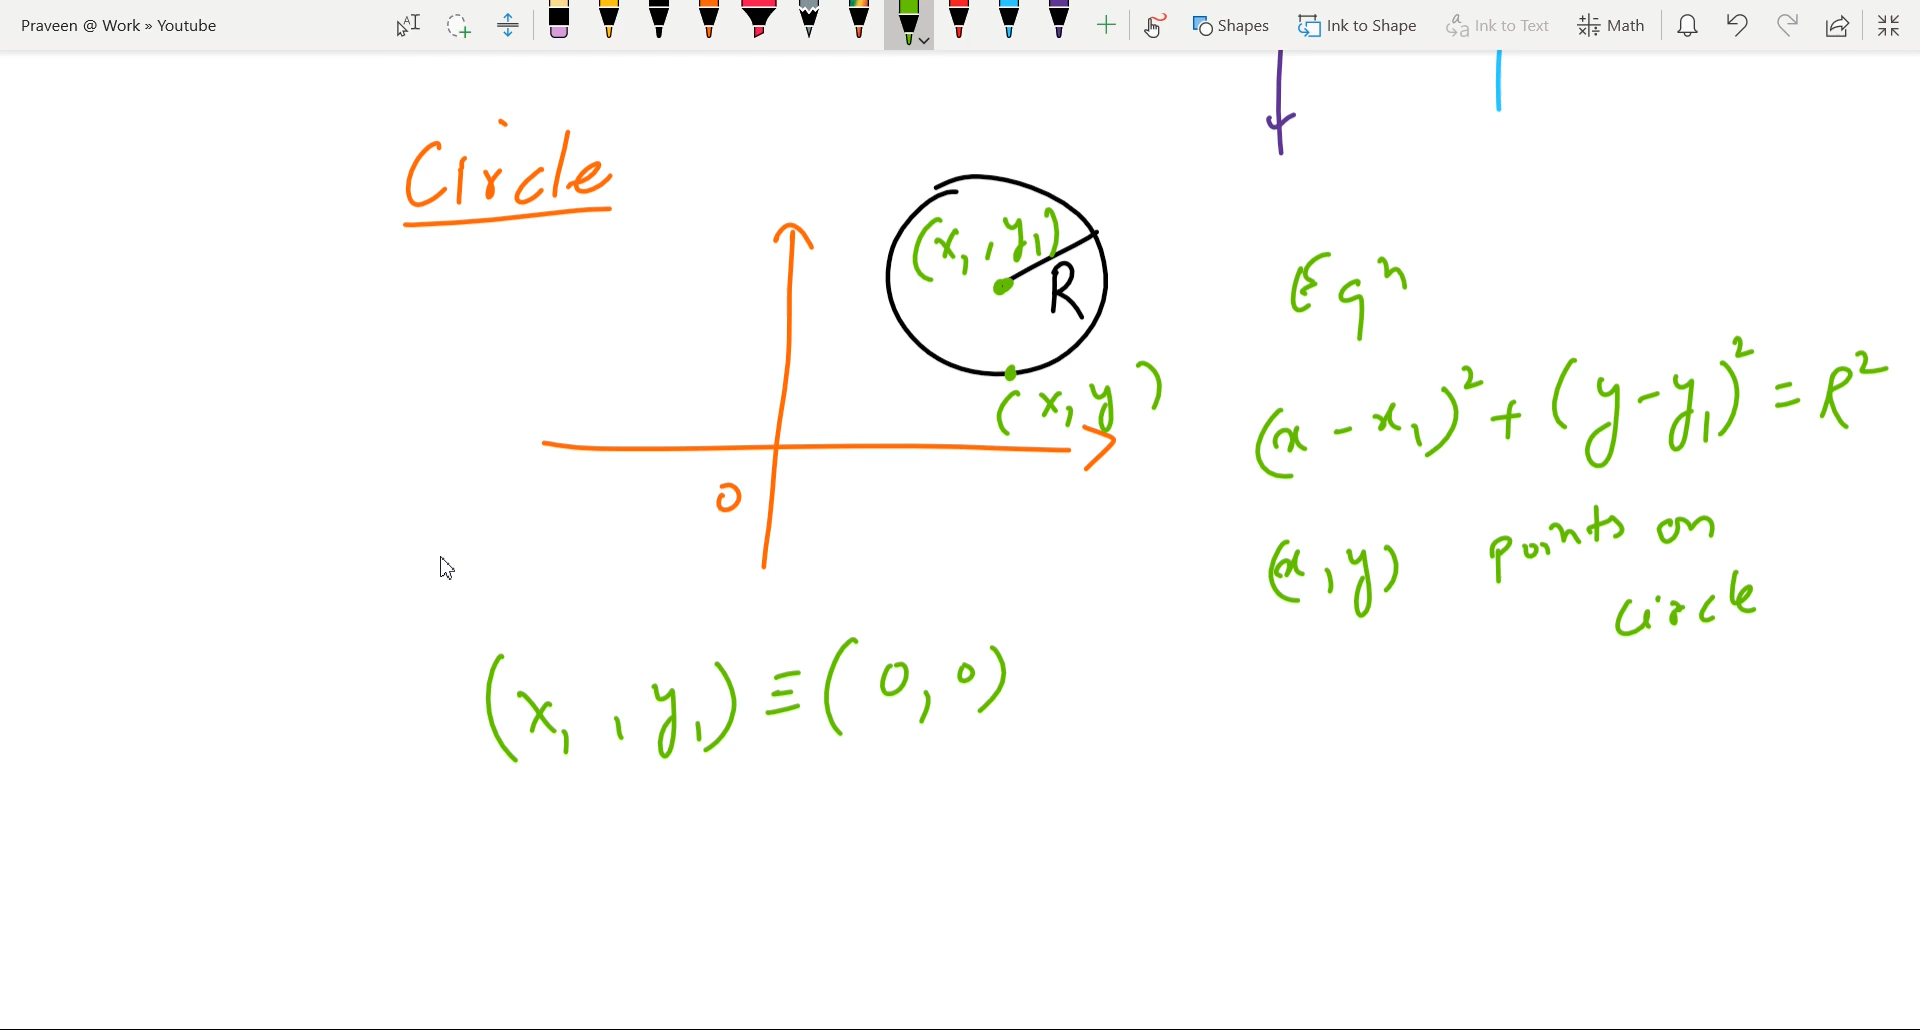 Praveen @ Work » Youtube
Shapes
Ink to Shape
Ink to Text
Math
Circle
(x₁, y₁)
R
(x, y)
O
Eqⁿ
(x - x₁)² + (y - y₁)² = R²
(x, y) points on
circle
(x₁, y₁) ≡ (0, 0)